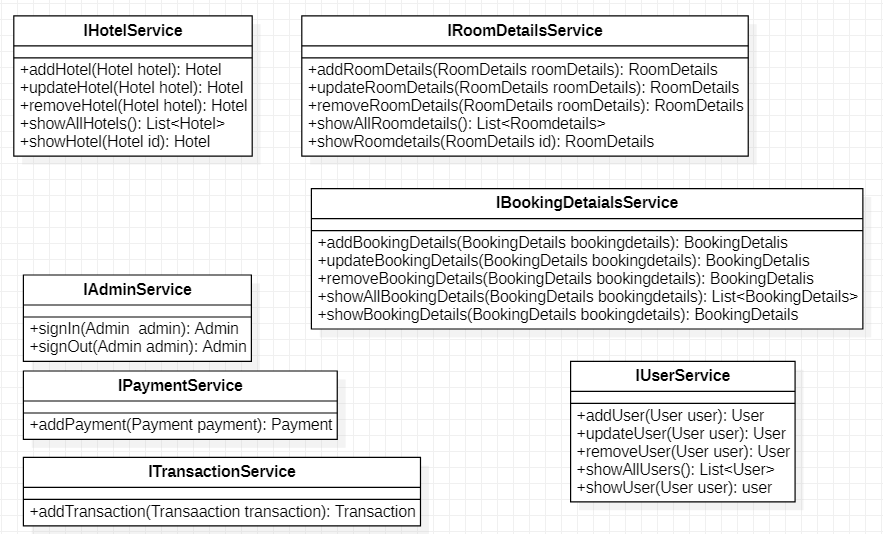 IHotelService
+addHotel(Hotel hotel): Hotel
+updateHotel(Hotel hotel): Hotel
+removeHotel(Hotel hotel): Hotel
+showAllHotels(): List<Hotel>
+showHotel(Hotel id): Hotel
IRoomDetailsService
+addRoomDetails(RoomDetails roomDetails): RoomDetails
+updateRoomDetails(RoomDetails roomDetails): RoomDetails
+removeRoomDetails(RoomDetails roomDetails): RoomDetails
+showAllRoomdetails(): List<Roomdetails>
+showRoomdetails(RoomDetails id): RoomDetails
IBookingDetaialsService
+addBookingDetails(BookingDetails bookingdetails): BookingDetalis
+updateBookingDetails(BookingDetails bookingdetails): BookingDetalis
+removeBookingDetails(BookingDetails bookingdetails): BookingDetalis
+showAllBookingDetails(BookingDetails bookingdetails): List<BookingDetails>
+showBookingDetails(BookingDetails bookingdetails): BookingDetails
IAdminService
+signIn(Admin  admin): Admin
+signOut(Admin admin): Admin
IPaymentService
+addPayment(Payment payment): Payment
IUserService
+addUser(User user): User
+updateUser(User user): User
+removeUser(User user): User
+showAllUsers(): List<User>
+showUser(User user): user
ITransactionService
+addTransaction(Transaaction transaction): Transaction